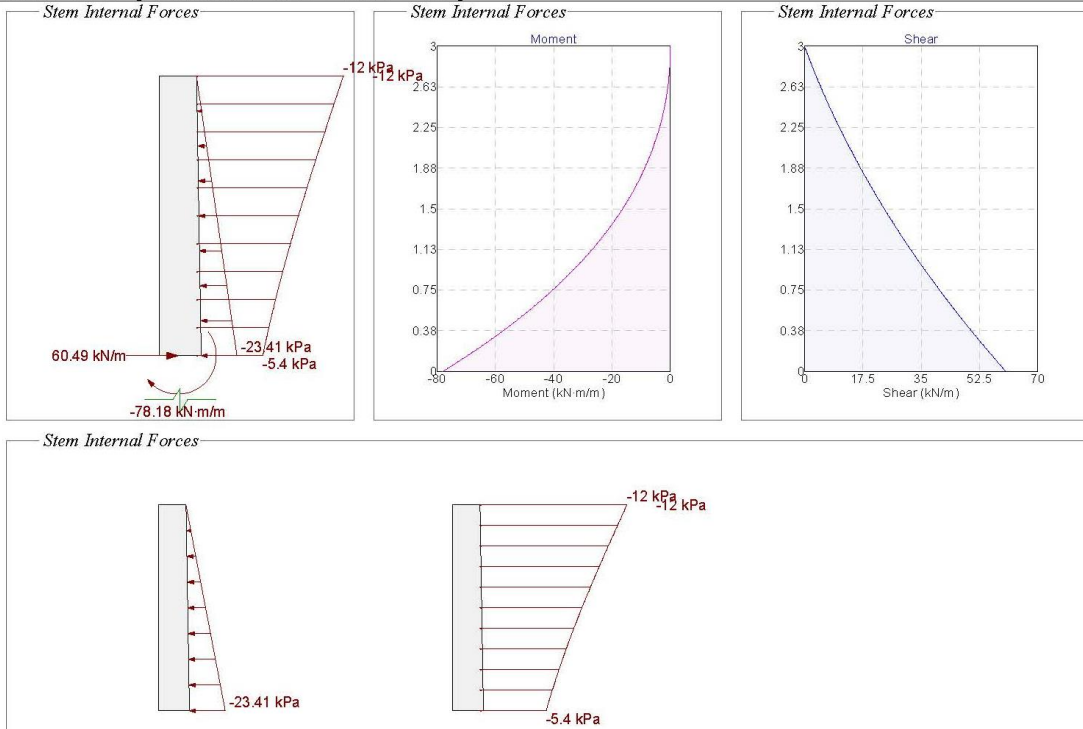 Stem Internal Forces
-12 kPa
-12 kPa
60.49 kN/m
-23.41 kPa
-5.4 kPa
-78.18 kN·m/m
Stem Internal Forces
Moment
3
2.63
2.25
1.88
1.5
1.13
0.75
0.38
0
-80
-60
-40
-20
0
Moment (kN·m/m)
Stem Internal Forces
Shear
3
2.63
2.25
1.88
1.5
1.13
0.75
0.38
0
0
17.5
35
52.5
70
Shear (kN/m)
Stem Internal Forces
-23.41 kPa
-12 kPa
-12 kPa
-5.4 kPa